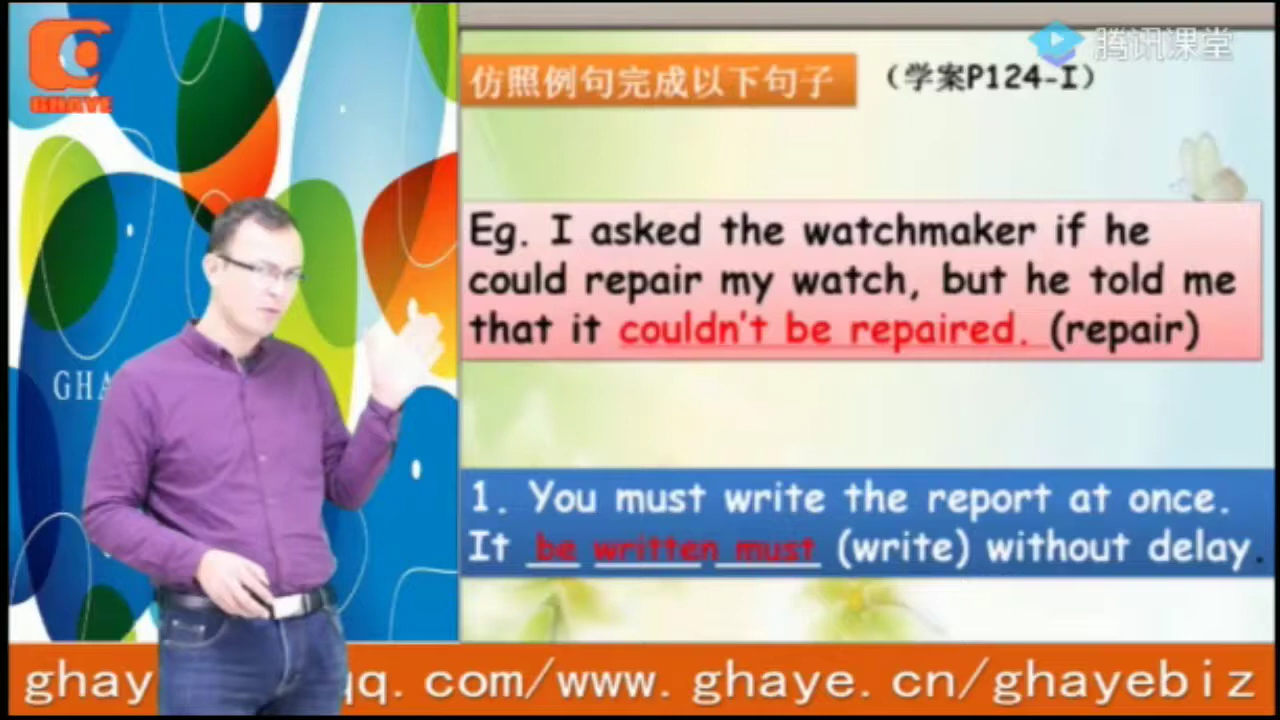 GHAYE
腾讯课堂
仿照例句完成以下句子
（学案P124-I）
Eg. I asked the watchmaker if he
could repair my watch, but he told me
that it couldn't be repaired. (repair)
GHA
1. You must write the report at once.
It be written must (write) without delay.
ghay qq.com/www.ghaye.cn/ghayebiz